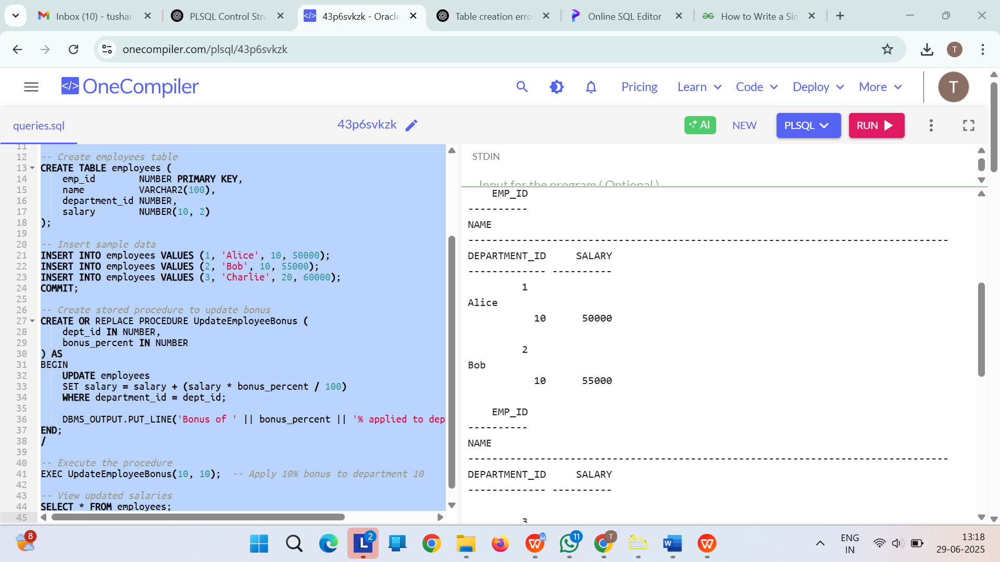 Inbox (10) - tushara
PLSQL Control Stru
43p6svkzk - Oracle
Table creation erro
Online SQL Editor
How to Write a Sim
onecompiler.com/plsql/43p6svkzk
T
</> OneCompiler
Pricing
Learn
Code
Deploy
More
T
queries.sql
43p6svkzk
AI
NEW
PLSQL
RUN
11
12 -- Create employees table
13 CREATE TABLE employees (
14 emp_id NUMBER PRIMARY KEY,
15 name VARCHAR2(100),
16 department_id NUMBER,
17 salary NUMBER(10, 2)
18 );
19
20 -- Insert sample data
21 INSERT INTO employees VALUES (1, 'Alice', 10, 50000);
22 INSERT INTO employees VALUES (2, 'Bob', 10, 55000);
23 INSERT INTO employees VALUES (3, 'Charlie', 20, 60000);
24 COMMIT;
25
26 -- Create stored procedure to update bonus
27 CREATE OR REPLACE PROCEDURE UpdateEmployeeBonus (
28 dept_id IN NUMBER,
29 bonus_percent IN NUMBER
30 ) AS
31 BEGIN
32 UPDATE employees
33 SET salary = salary + (salary * bonus_percent / 100)
34 WHERE department_id = dept_id;
35
36 DBMS_OUTPUT.PUT_LINE('Bonus of ' || bonus_percent || '% applied to dep
37 END;
38 /
39
40 -- Execute the procedure
41 EXEC UpdateEmployeeBonus(10, 10); -- Apply 10% bonus to department 10
42
43 -- View updated salaries
44 SELECT * FROM employees;
45
STDIN
Input for the program ( Optional )
EMP_ID
----------
NAME
--------------------------------------------------------------------------------
DEPARTMENT_ID SALARY
------------- ----------
1
Alice
10 50000
2
Bob
10 55000
EMP_ID
----------
NAME
--------------------------------------------------------------------------------
DEPARTMENT_ID SALARY
------------- ----------
3
8
L 2
11
T
ENG
IN
13:18
29-06-2025